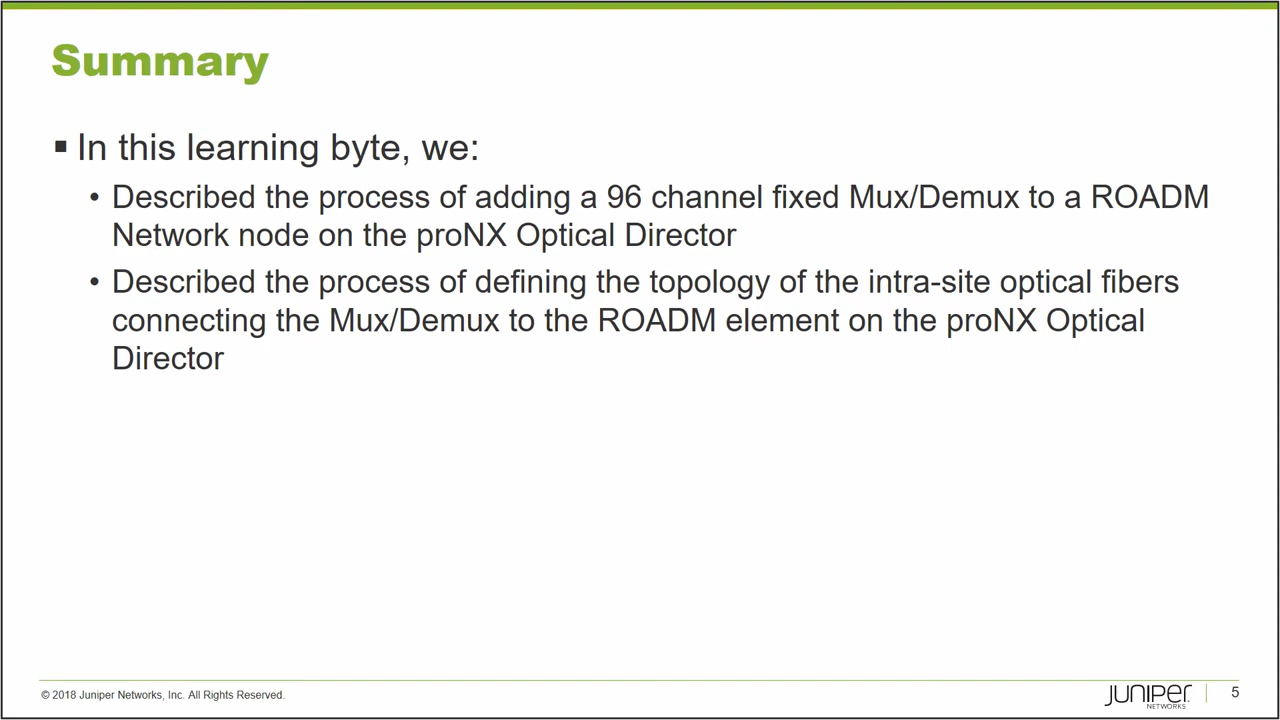 Summary
▪ In this learning byte, we:
• Described the process of adding a 96 channel fixed Mux/Demux to a ROADM
Network node on the proNX Optical Director
• Described the process of defining the topology of the intra-site optical fibers
connecting the Mux/Demux to the ROADM element on the proNX Optical
Director
© 2018 Juniper Networks, Inc. All Rights Reserved.
JUNIPER
NETWORKS
5